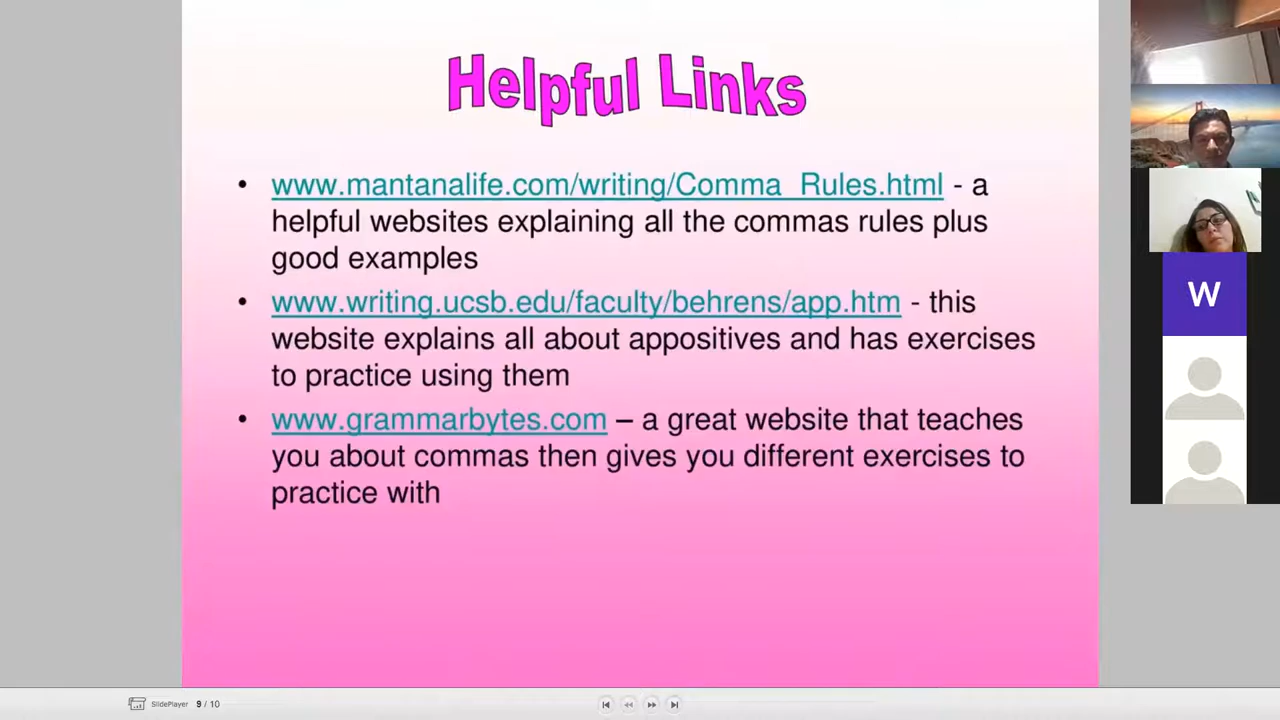 Helpful Links
• www.mantanalife.com/writing/Comma_Rules.html - a
helpful websites explaining all the commas rules plus
good examples
• www.writing.ucsb.edu/faculty/behrens/app.htm - this
website explains all about appositives and has exercises
to practice using them
• www.grammarbytes.com – a great website that teaches
you about commas then gives you different exercises to
practice with
W
SlidePlayer 9 / 10